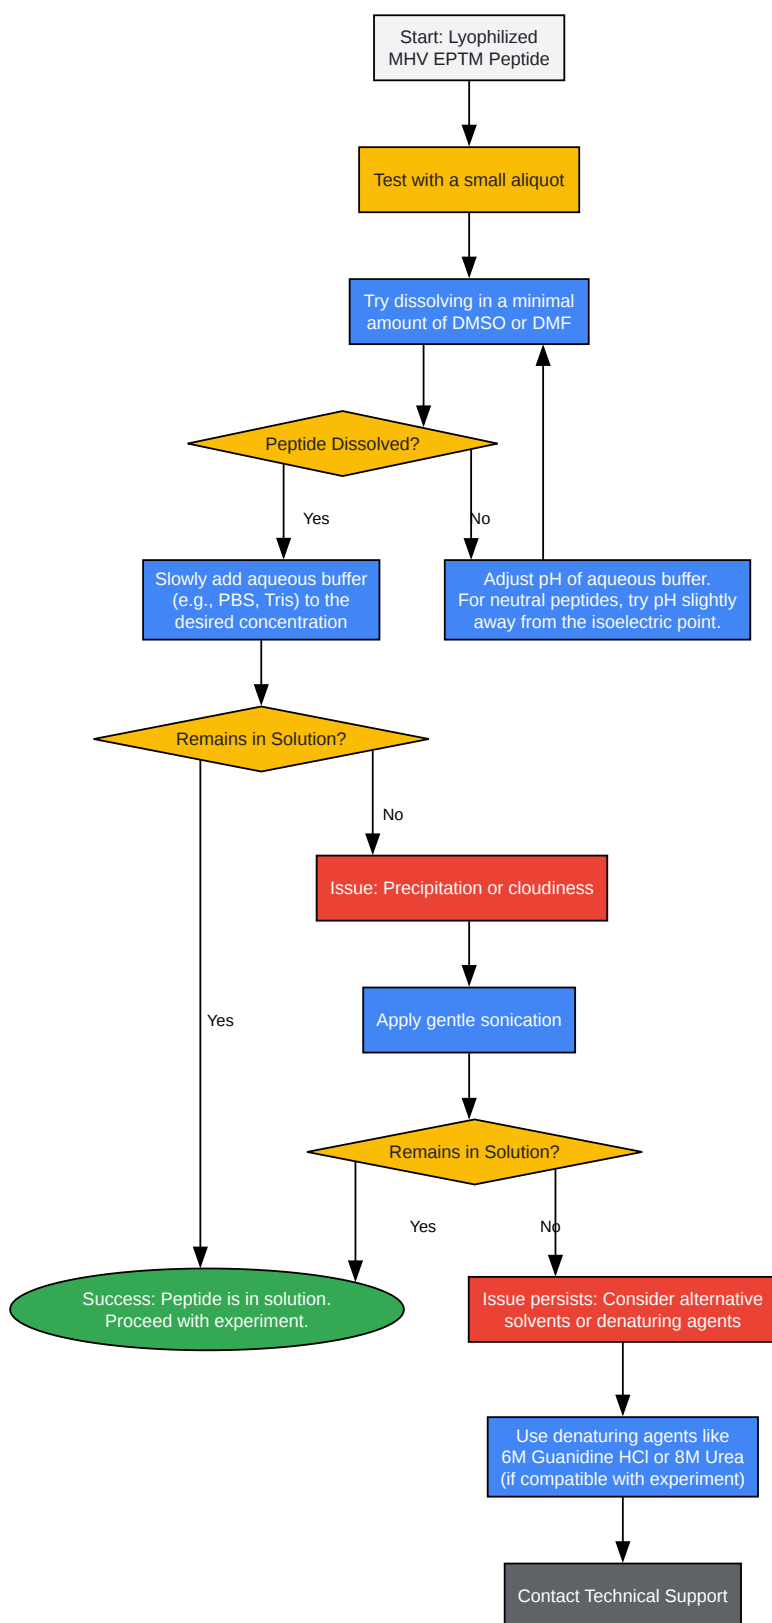 Start: Lyophilized
MHV EPTM Peptide
Test with a small aliquot
Try dissolving in a minimal
amount of DMSO or DMF
Peptide Dissolved?
Yes
No
Slowly add aqueous buffer
(e.g., PBS, Tris) to the
desired concentration
Adjust pH of aqueous buffer.
For neutral peptides, try pH slightly
away from the isoelectric point.
Remains in Solution?
No
Issue: Precipitation or cloudiness
Apply gentle sonication
Yes
Remains in Solution?
Yes
No
Success: Peptide is in solution.
Proceed with experiment.
Issue persists: Consider alternative
solvents or denaturing agents
Use denaturing agents like
6M Guanidine HCl or 8M Urea
(if compatible with experiment)
Contact Technical Support